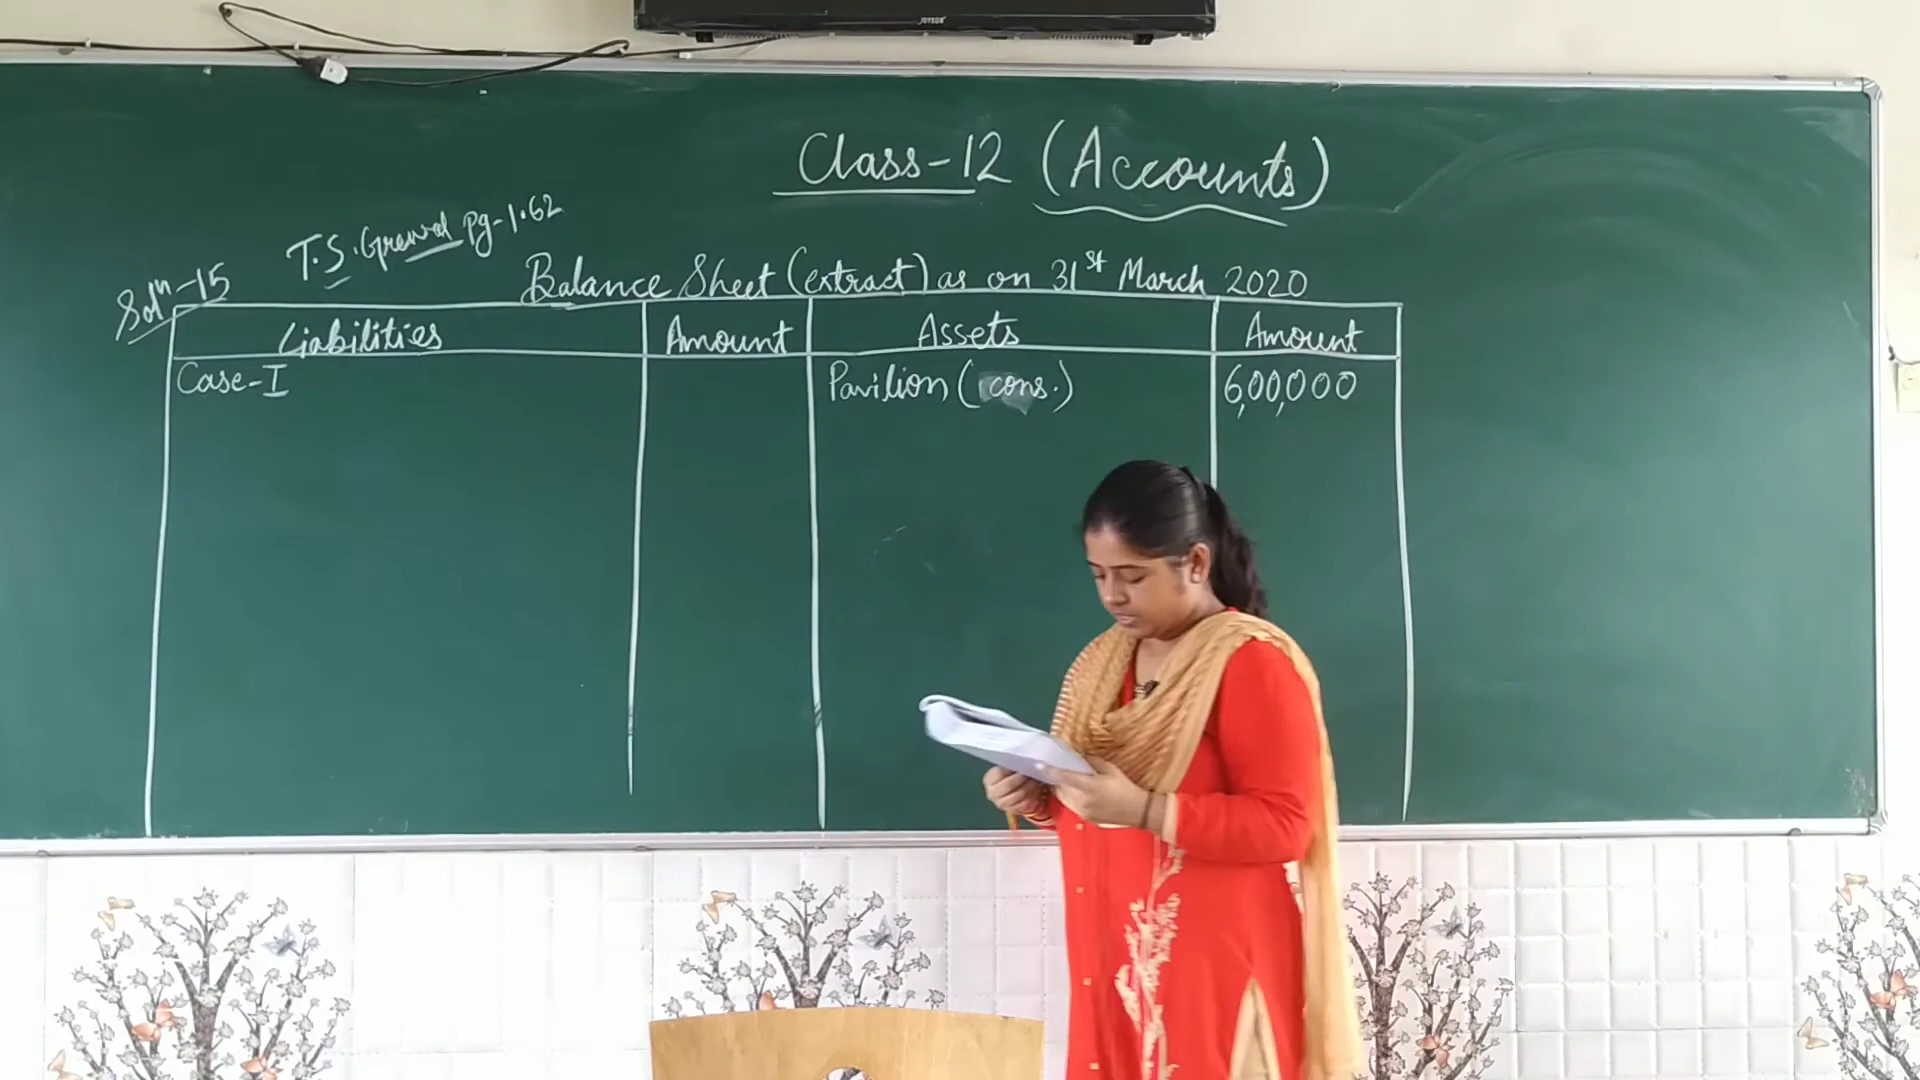 JOYSON
Class-12 (Accounts)
T.S. Grewal Pg-1.62
Solⁿ-15
Balance Sheet (extract) as on 31st March 2020
Liabilities Amount Assets Amount
Case-I Pavilion (cons.) 6,00,000